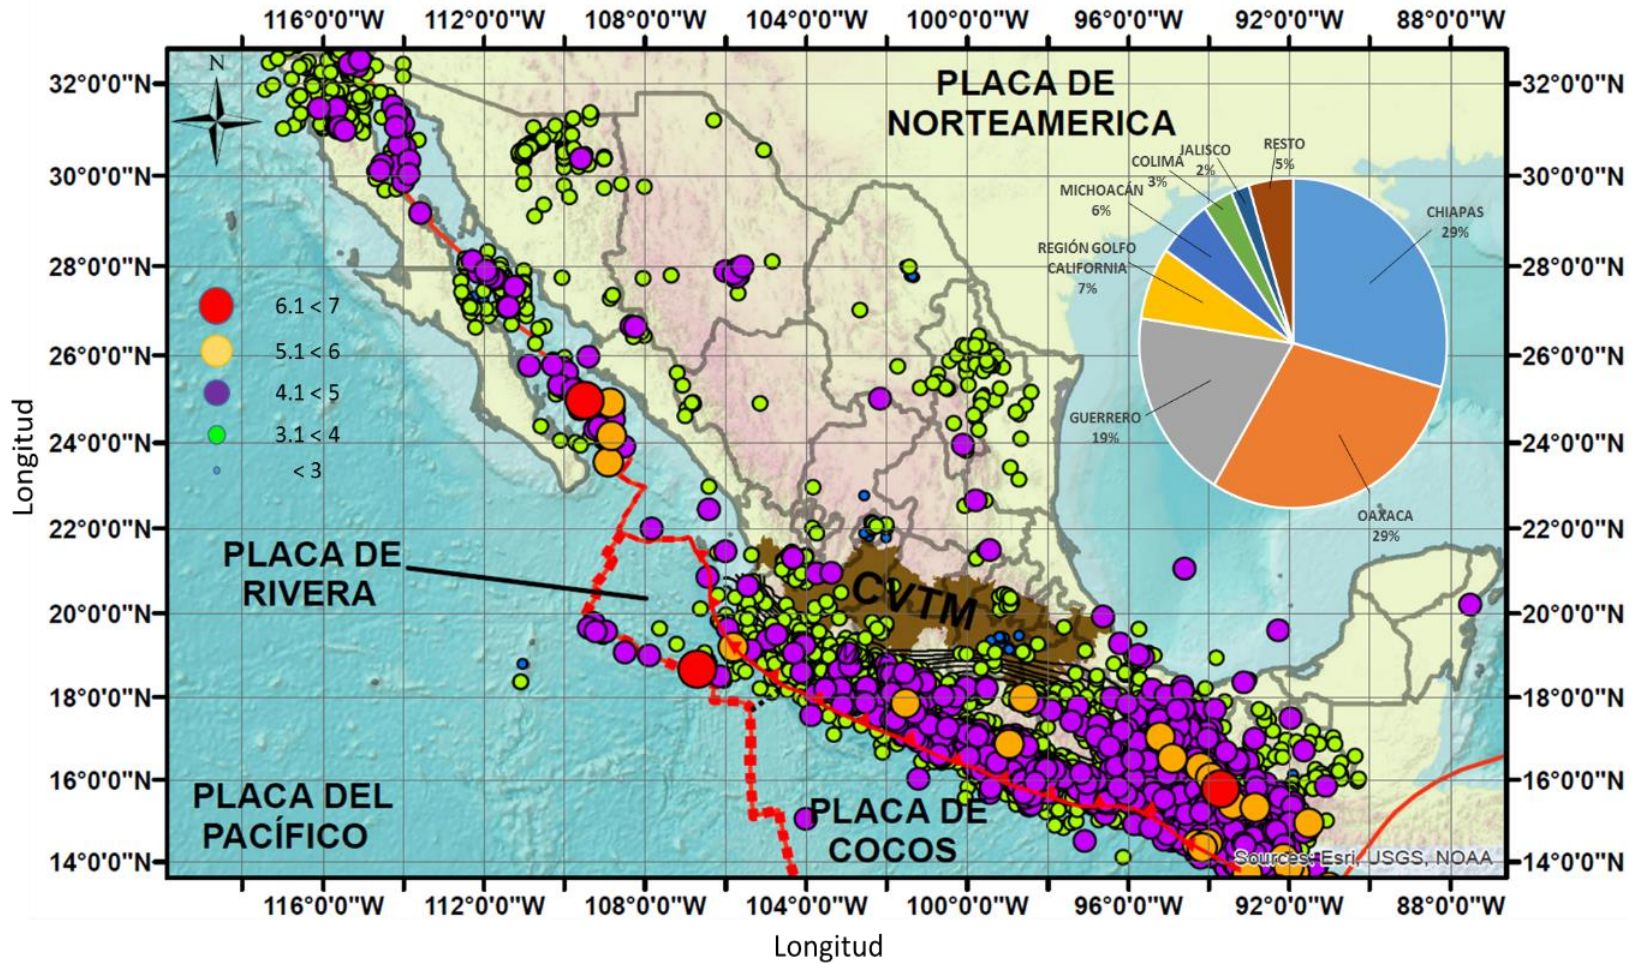 116°0'0"W 112°0'0"W 108°0'0"W 104°0'0"W 100°0'0"W 96°0'0"W 92°0'0"W 88°0'0"W
N
32°0'0"N
30°0'0"N
28°0'0"N
26°0'0"N
24°0'0"N
22°0'0"N
20°0'0"N
18°0'0"N
16°0'0"N
14°0'0"N
Longitud
6.1 < 7
5.1 < 6
4.1 < 5
3.1 < 4
< 3
PLACA DE
NORTEAMERICA
PLACA DE
RIVERA
CVTM
PLACA DEL
PACÍFICO
PLACA DE
COCOS
RESTO
5%
JALISCO
2%
COLIMA
3%
MICHOACÁN
6%
REGIÓN GOLFO
CALIFORNIA
7%
GUERRERO
19%
CHIAPAS
29%
OAXACA
29%
Sources: Esri, USGS, NOAA
32°0'0"N
30°0'0"N
28°0'0"N
26°0'0"N
24°0'0"N
22°0'0"N
20°0'0"N
18°0'0"N
16°0'0"N
14°0'0"N
116°0'0"W 112°0'0"W 108°0'0"W 104°0'0"W 100°0'0"W 96°0'0"W 92°0'0"W 88°0'0"W
Longitud